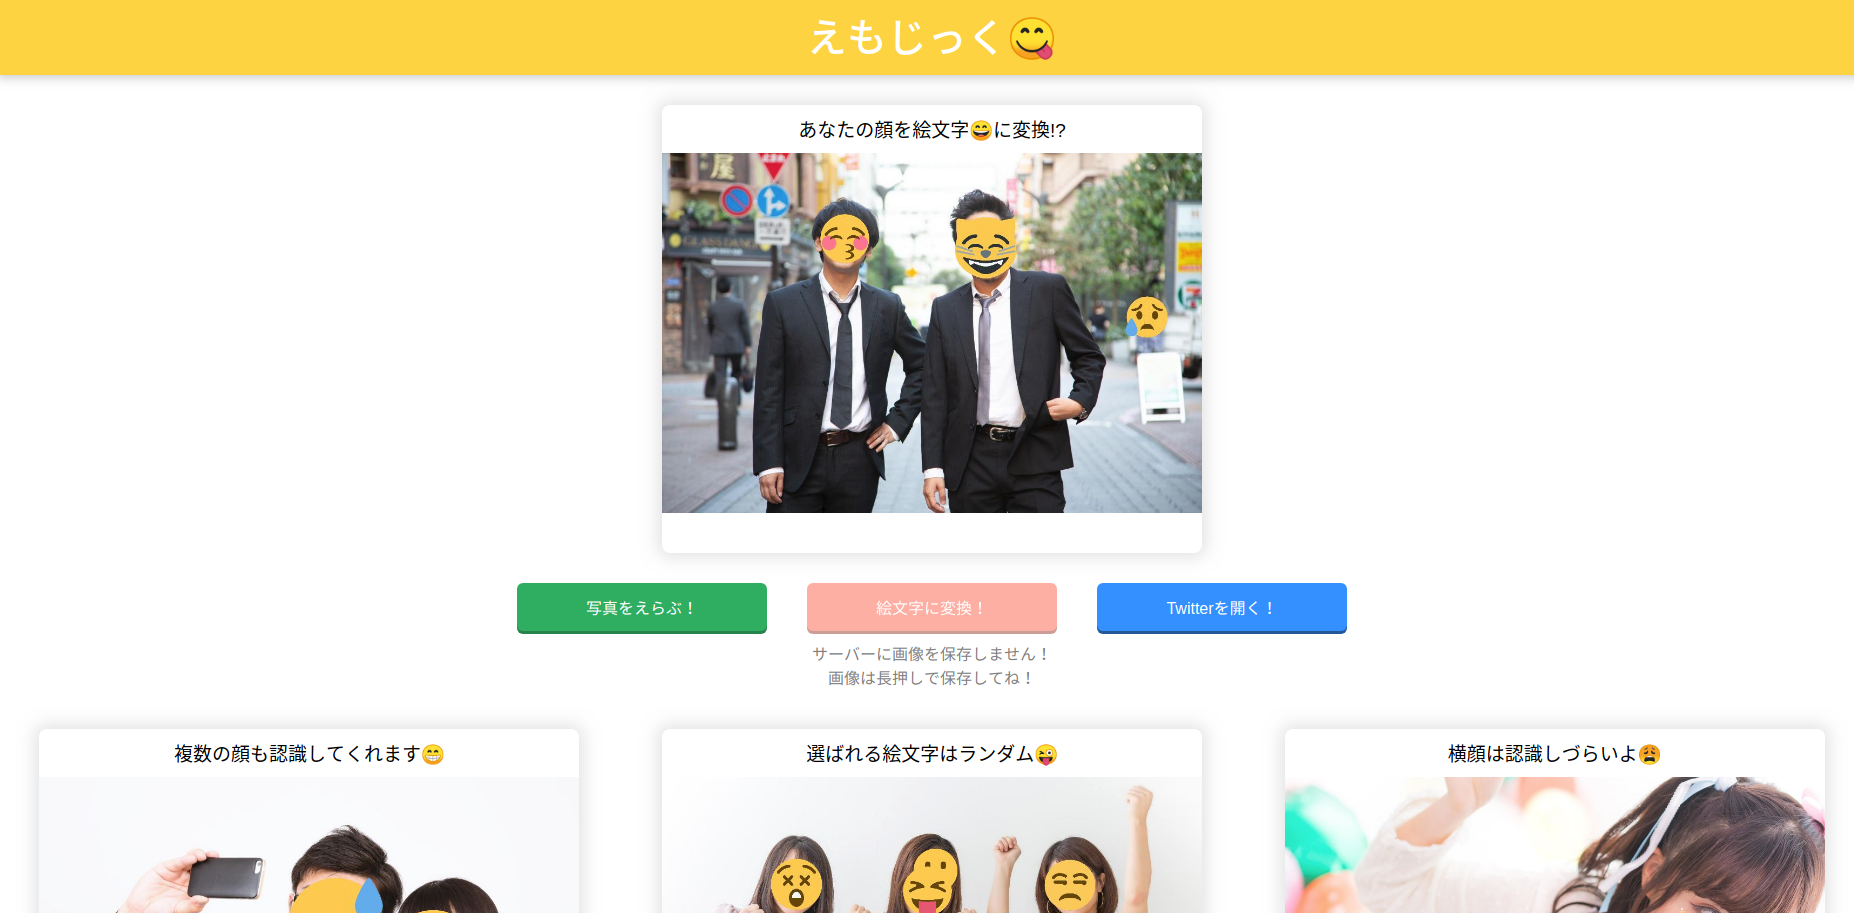 えもじっく😋
あなたの顔を絵文字😄に変換!?
屋
写真をえらぶ！
絵文字に変換！
Twitterを開く！
サーバーに画像を保存しません！
画像は長押しで保存してね！
複数の顔も認識してくれます😁
選ばれる絵文字はランダム😜
横顔は認識しづらいよ😩